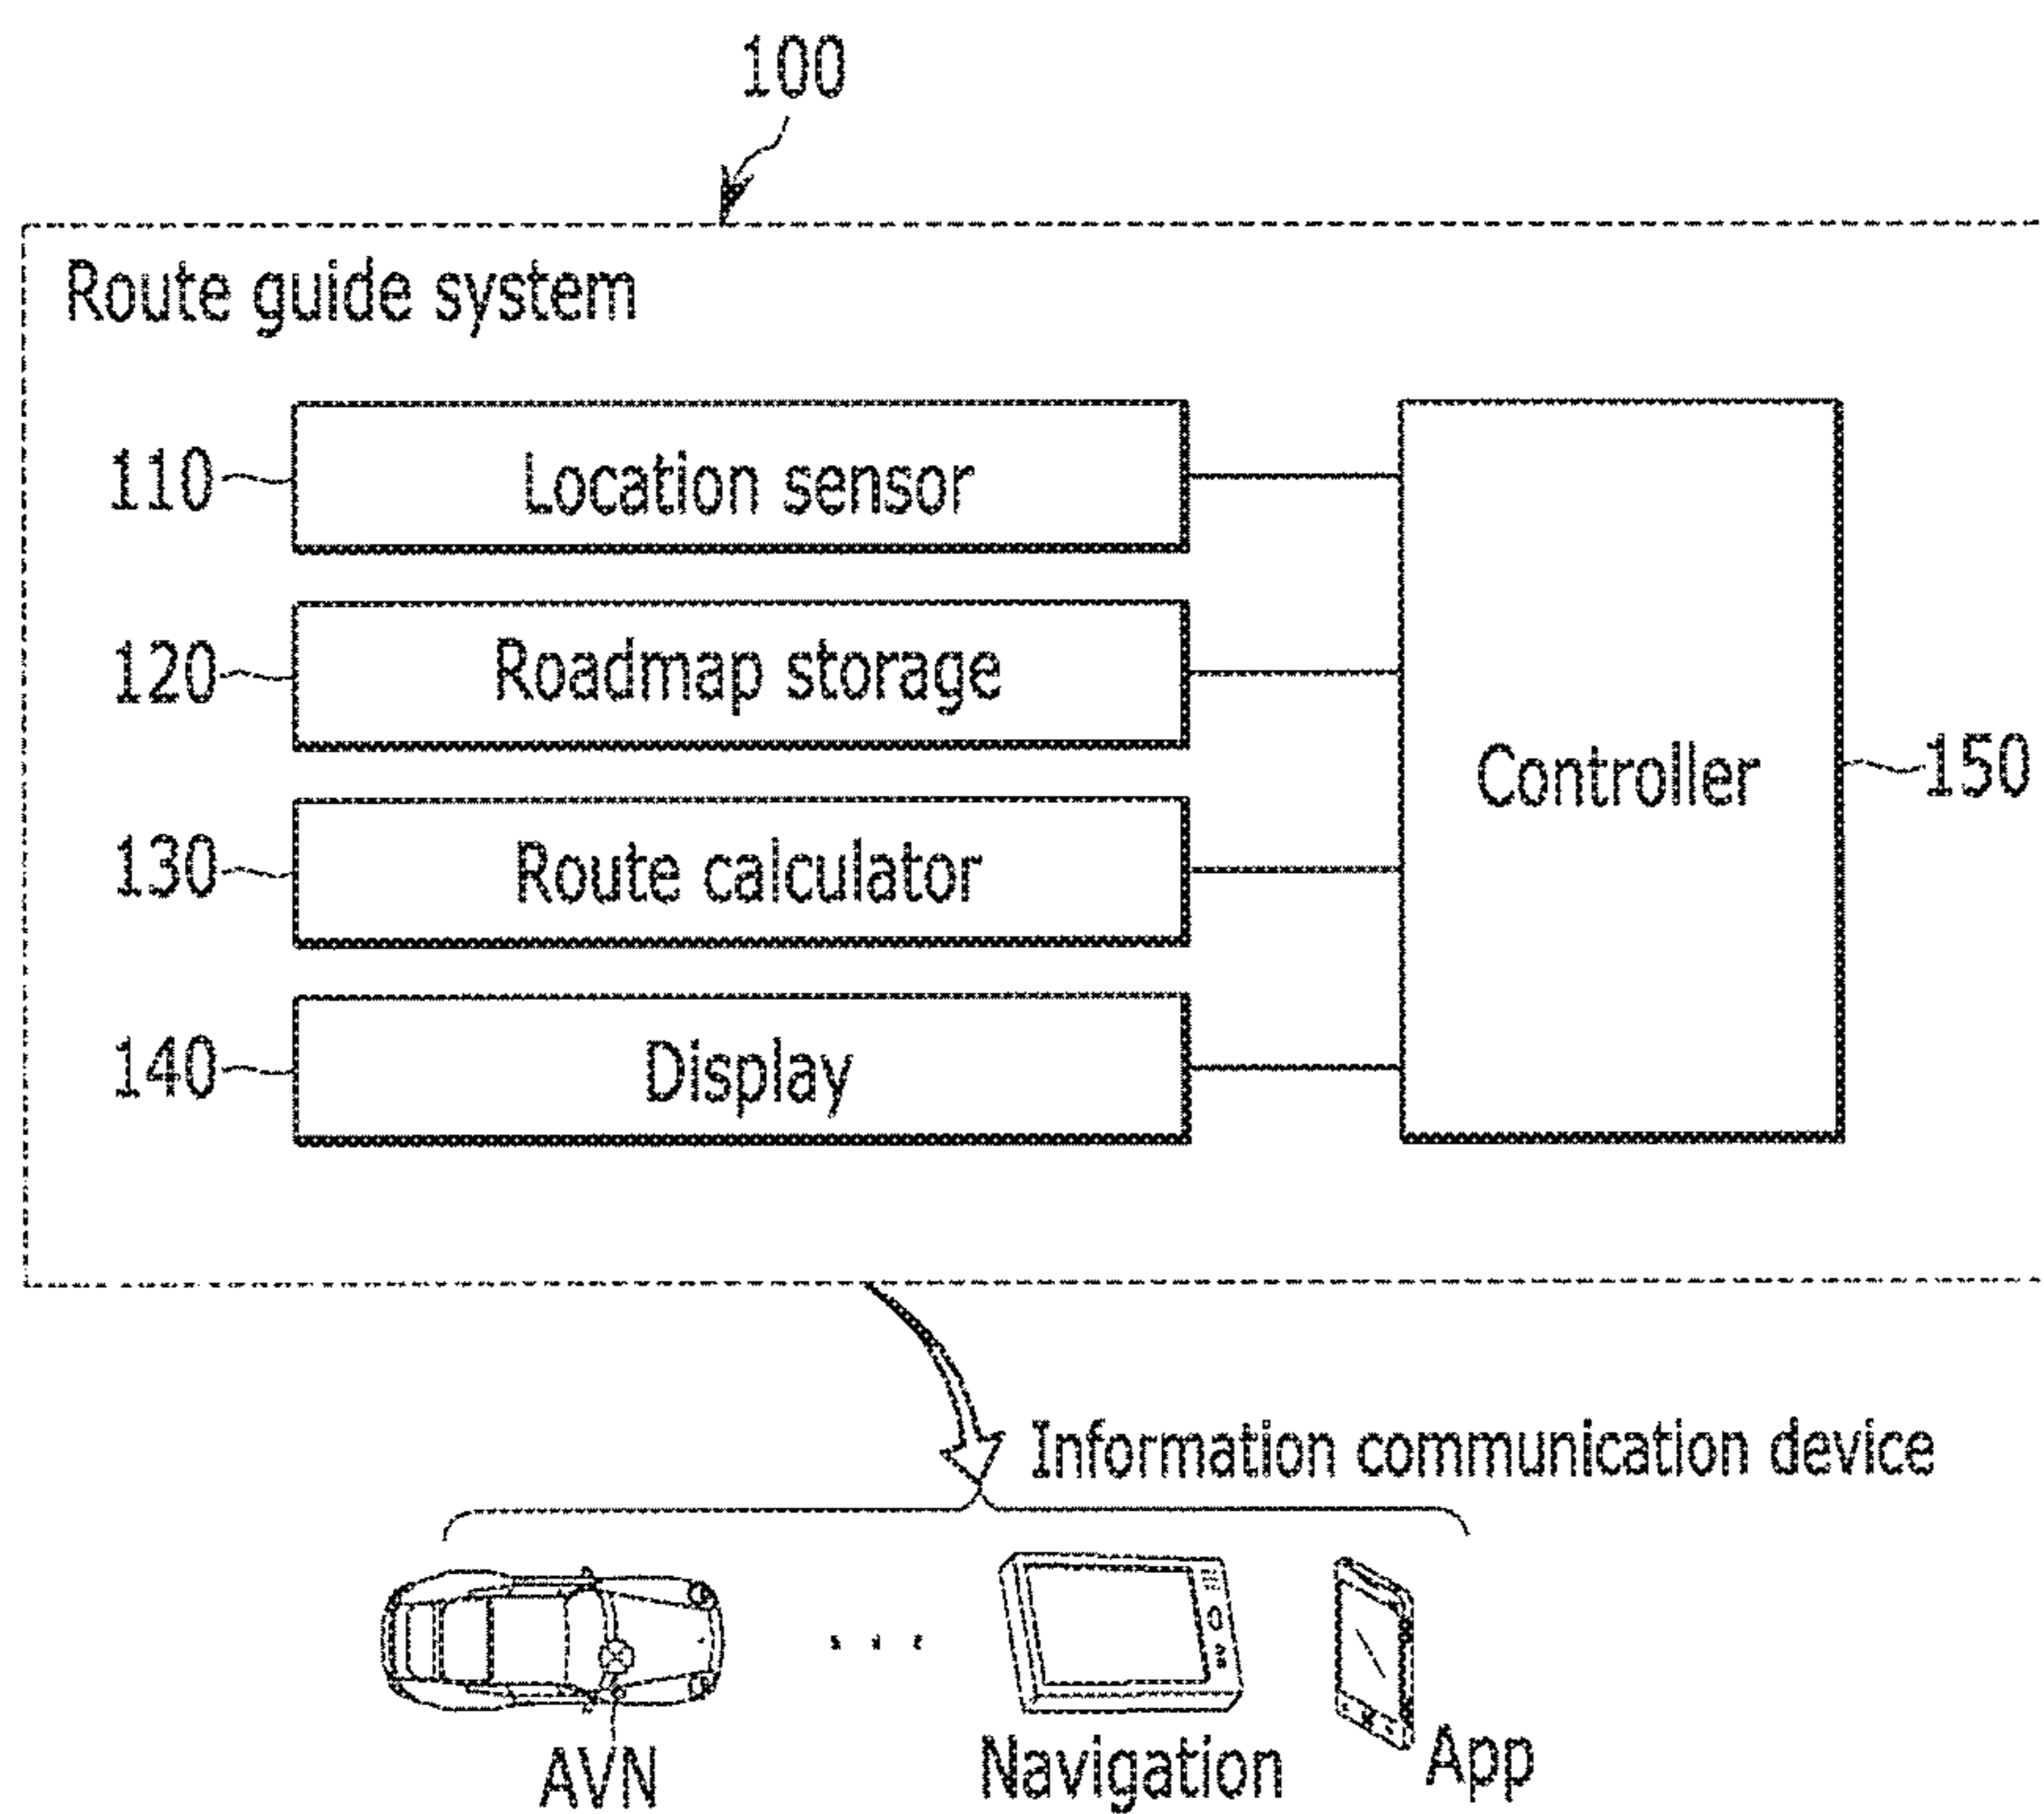 100
Route guide system
110
Location sensor
120
Roadmap storage
Controller
150
130
Route calculator
140
Display
Information communication device
AVN
Navigation
App